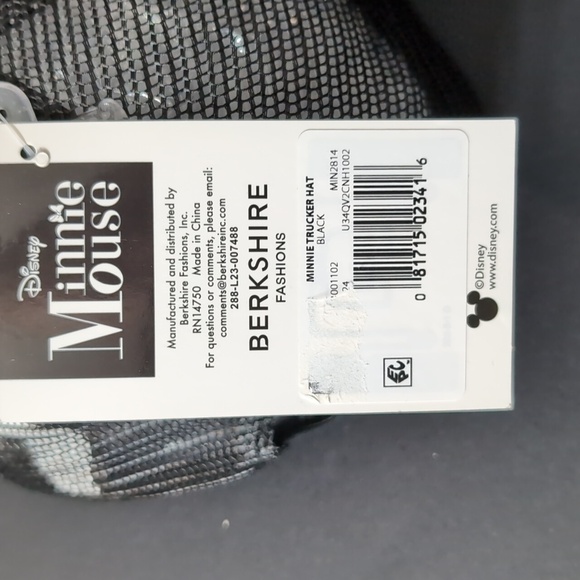 Disney
Minnie
Mouse
Manufactured and distributed by
Berkshire Fashions, Inc.
RN14750 Made in China
For questions or comments, please email:
comments@berkshireinc.com
288-L23-007488
BERKSHIRE
FASHIONS
MINNIE TRUCKER HAT
BLACK MIN2814
U34QV2CNH1002
001102
24
0 81715 02341 6
©Disney
www.disney.com